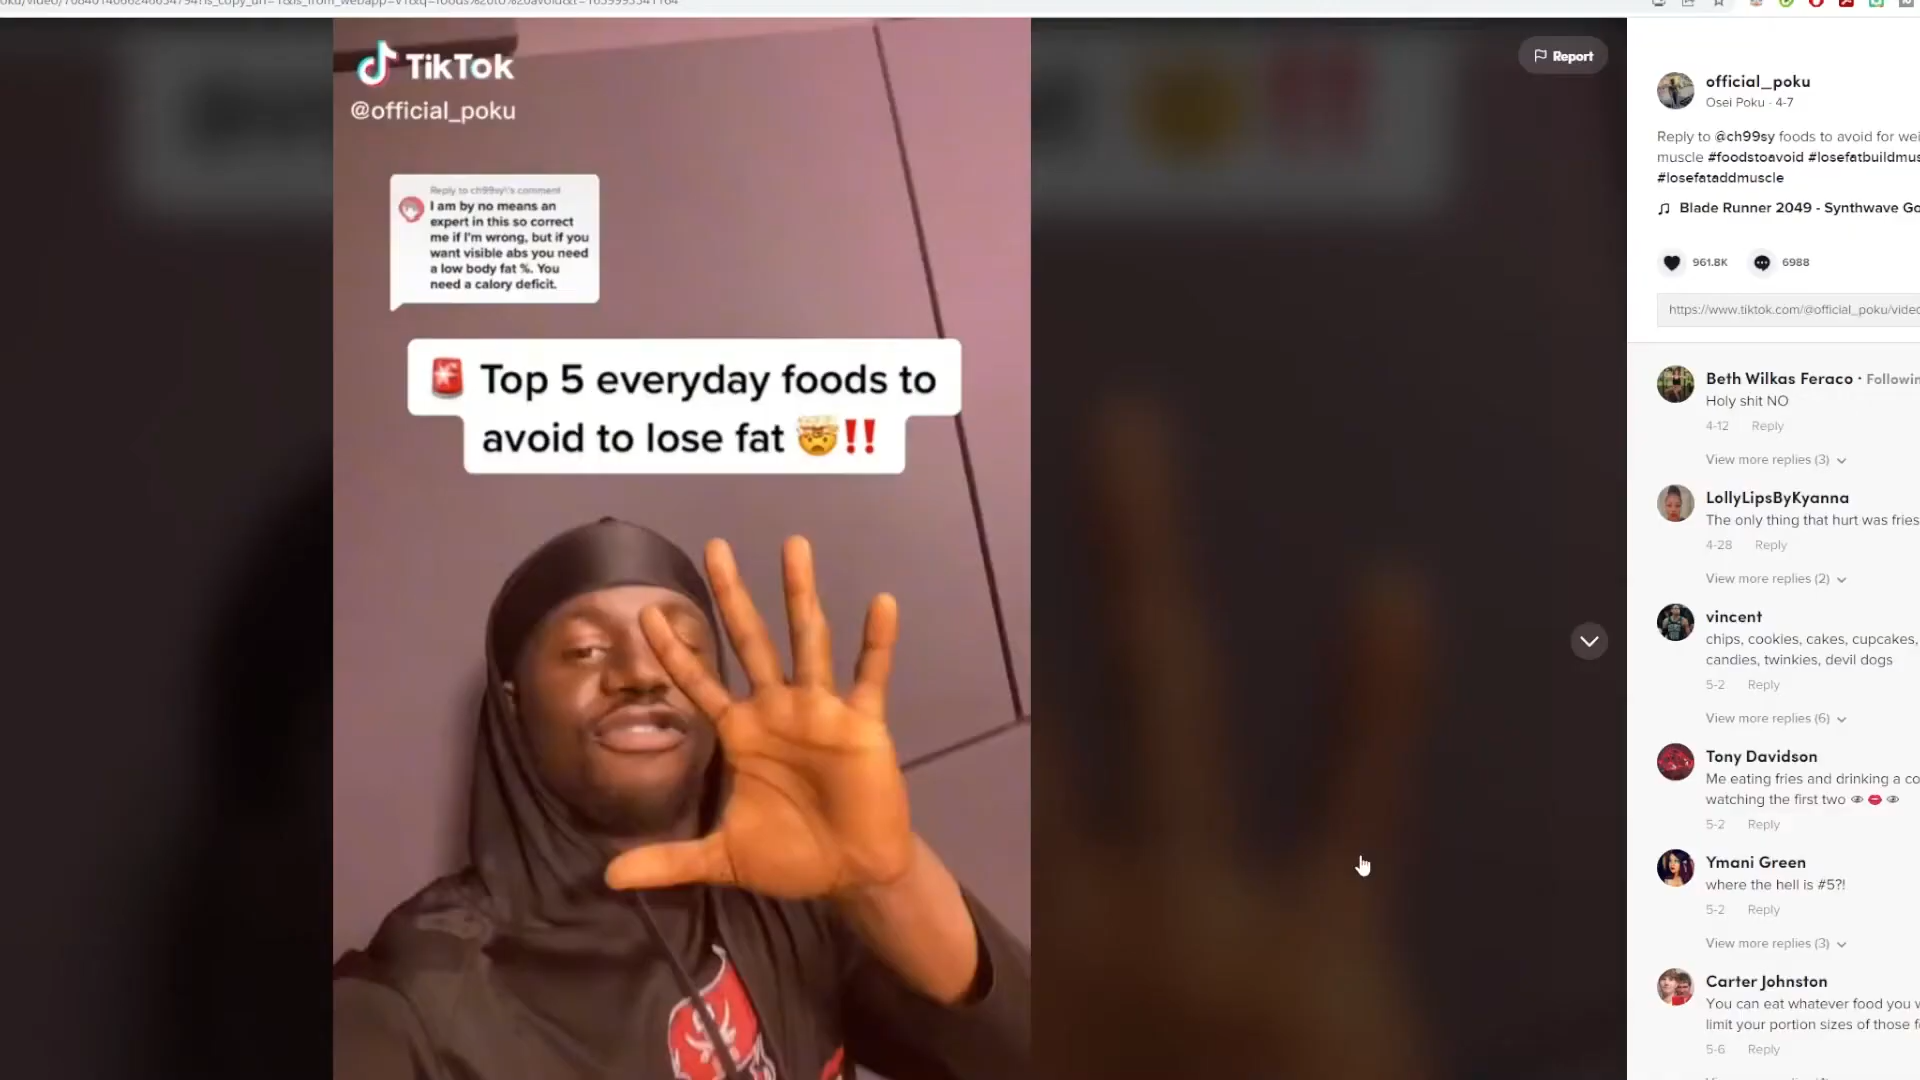 TikTok
@official_poku
Reply to ch99sy's comment
I am by no means an
expert in this so correct
me if I'm wrong, but if you
want visible abs you need
a low body fat %. You
need a calory deficit.
🚨 Top 5 everyday foods to
avoid to lose fat 🤯‼️
Report
official_poku
Osei Poku · 4-7
Reply to @ch99sy foods to avoid for wei
muscle #foodstoavoid #losefatbuildmus
#losefataddmuscle
Blade Runner 2049 - Synthwave Go
961.8K 6988
https://www.tiktok.com/@official_poku/video
Beth Wilkas Feraco · Followin
Holy shit NO
4-12 Reply
View more replies (3)
LollyLipsByKyanna
The only thing that hurt was fries
4-28 Reply
View more replies (2)
vincent
chips, cookies, cakes, cupcakes,
candies, twinkies, devil dogs
5-2 Reply
View more replies (6)
Tony Davidson
Me eating fries and drinking a co
watching the first two 👁👄👁
5-2 Reply
Ymani Green
where the hell is #5?!
5-2 Reply
View more replies (3)
Carter Johnston
You can eat whatever food you w
limit your portion sizes of those f
5-6 Reply